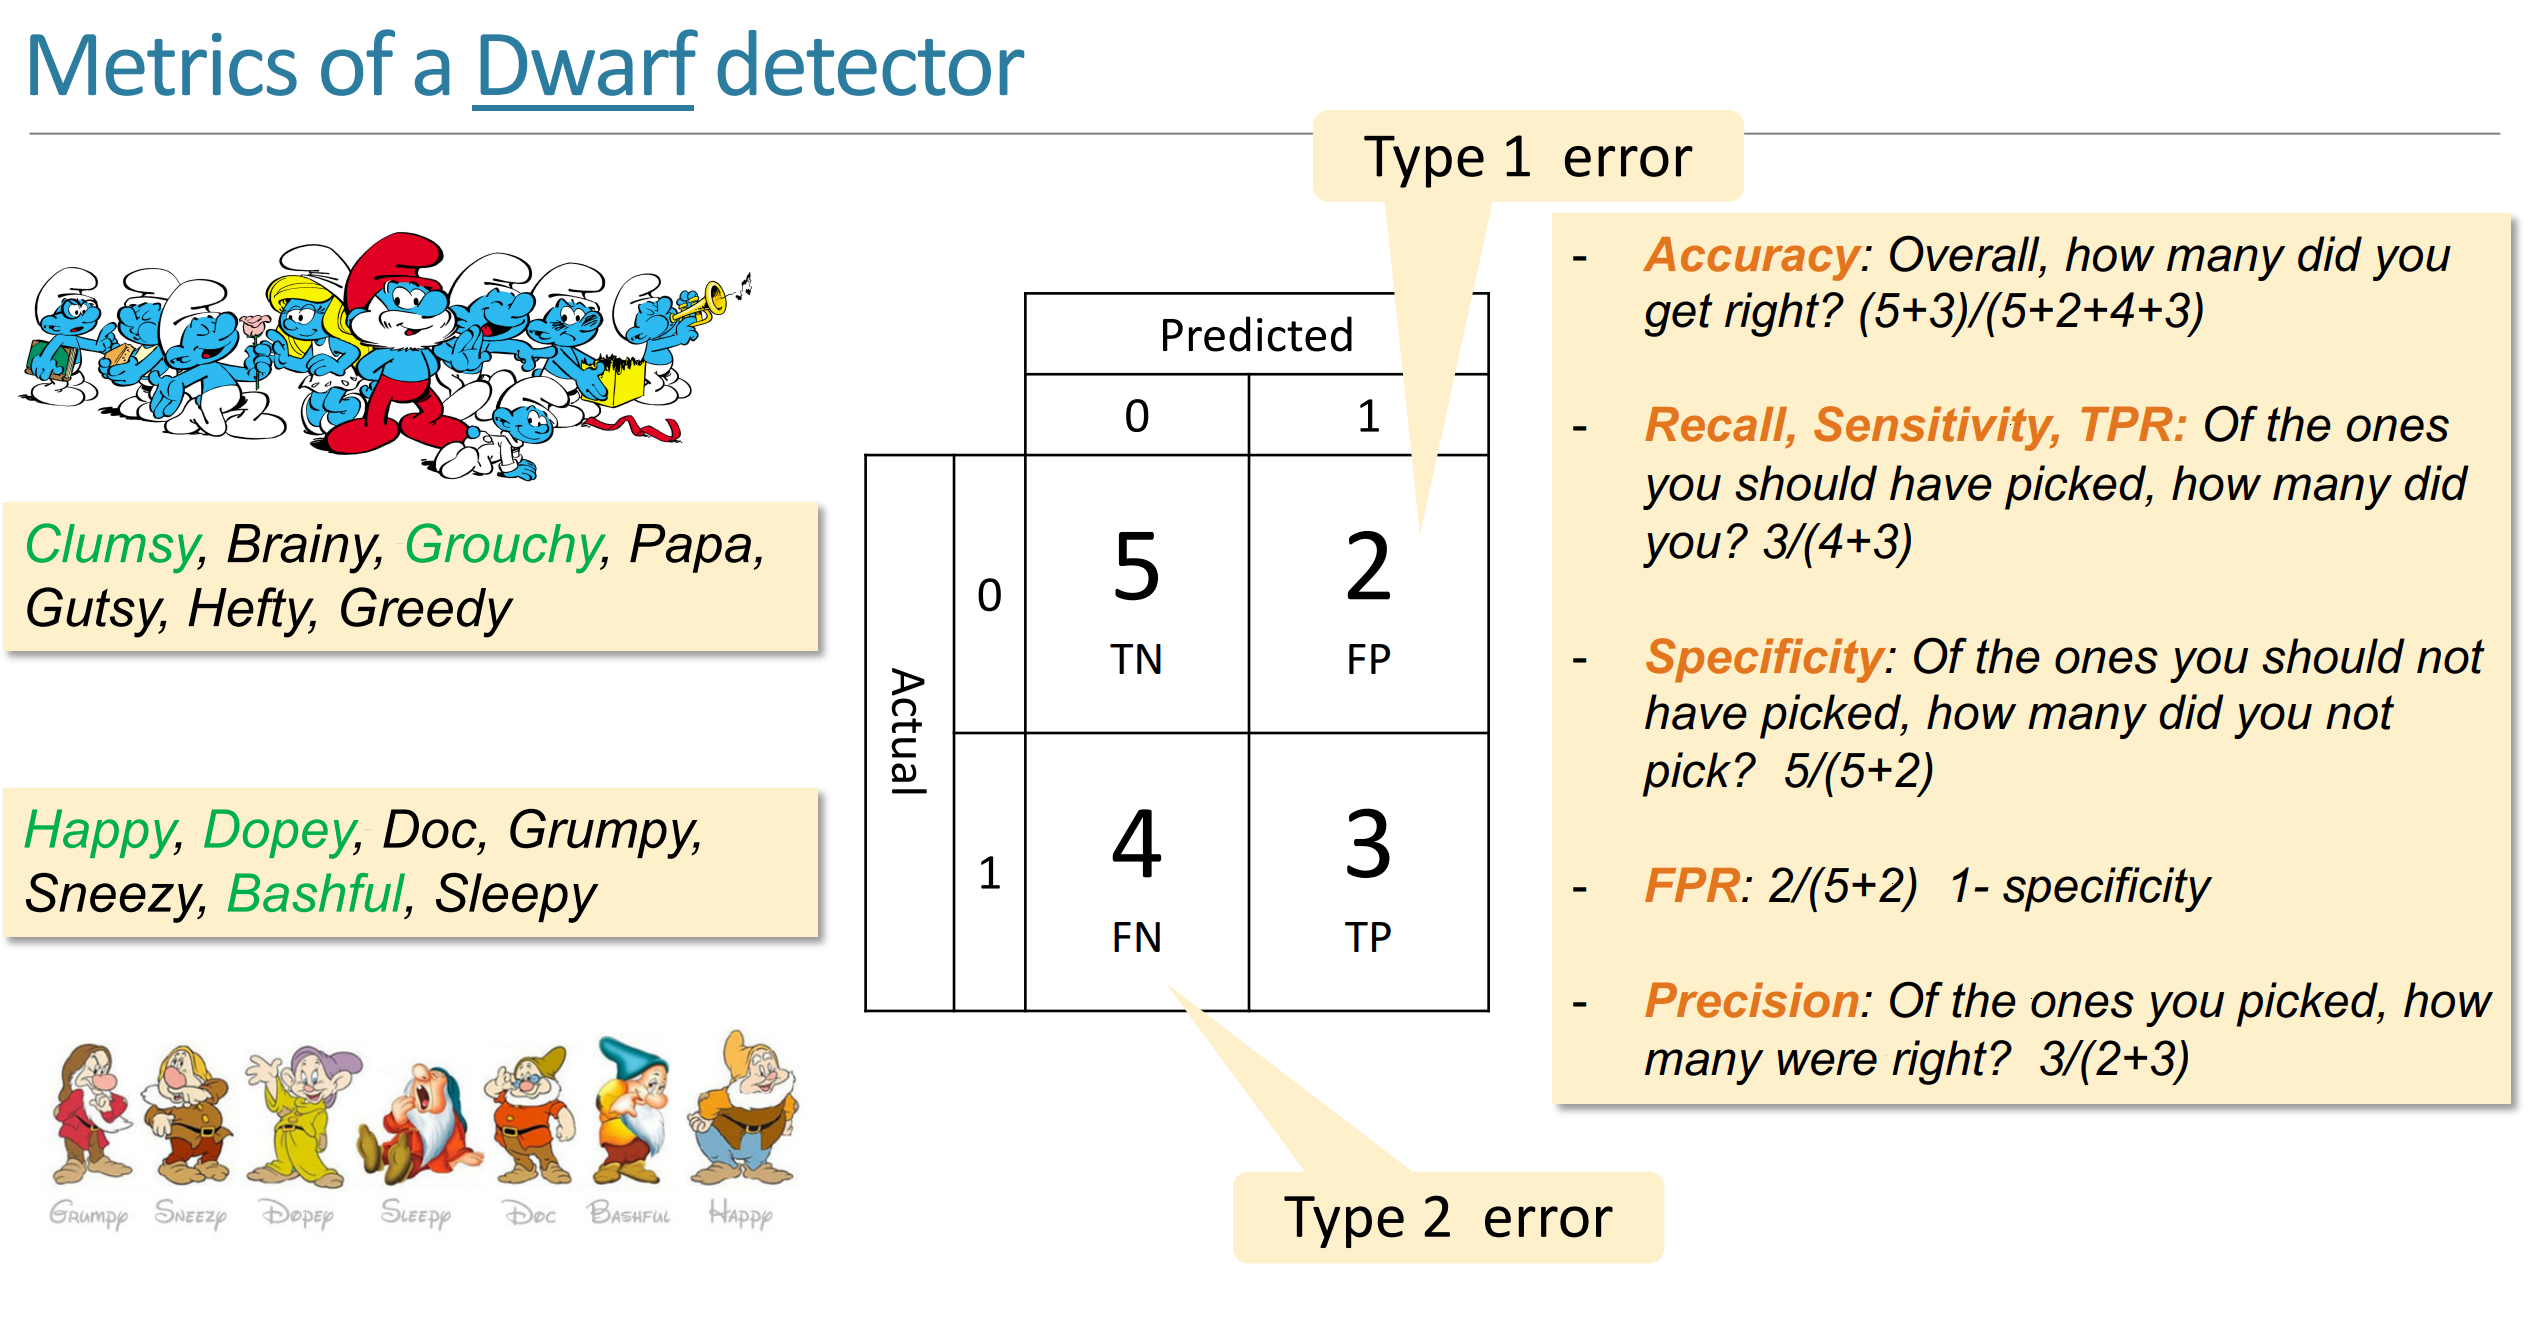 Metrics of a Dwarf detector
Type 1 error
Clumsy, Brainy, Grouchy, Papa,
Gutsy, Hefty, Greedy
Happy, Dopey, Doc, Grumpy,
Sneezy, Bashful, Sleepy
GRUMPY SNEEZY DOPEY SLEEPY DOC BASHFUL HAPPY
Predicted
0 1
Actual
0 5 2
TN FP
1 4 3
FN TP
Type 2 error
- Accuracy: Overall, how many did you
get right? (5+3)/(5+2+4+3)
- Recall, Sensitivity, TPR: Of the ones
you should have picked, how many did
you? 3/(4+3)
- Specificity: Of the ones you should not
have picked, how many did you not
pick? 5/(5+2)
- FPR: 2/(5+2) 1- specificity
- Precision: Of the ones you picked, how
many were right? 3/(2+3)